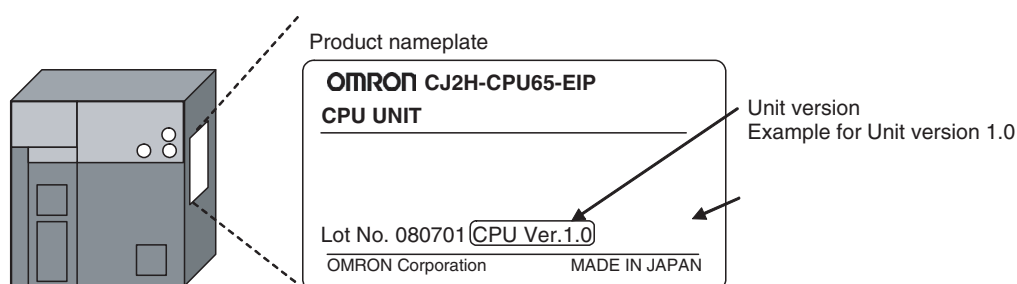 Product nameplate
OMRON CJ2H-CPU65-EIP
CPU UNIT
Unit version
Example for Unit version 1.0
Lot No. 080701 CPU Ver.1.0
OMRON Corporation MADE IN JAPAN